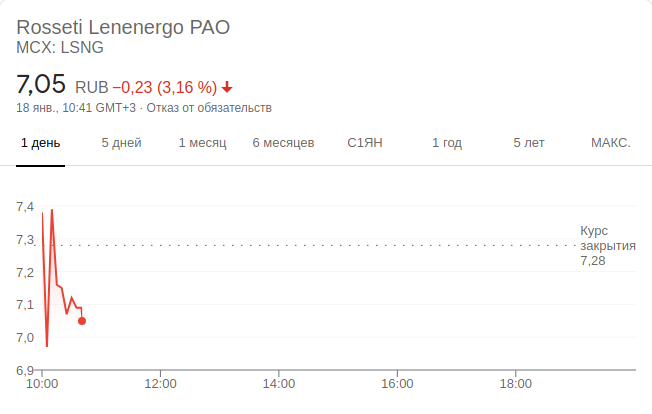 Rosseti Lenenergo PAO
MCX: LSNG
7,05 RUB −0,23 (3,16 %)
18 янв., 10:41 GMT+3 · Отказ от обязательств
1 день 5 дней 1 месяц 6 месяцев С1ЯН 1 год 5 лет МАКС.
7,4
7,3
7,2
7,1
7,0
6,9
Курс
закрытия
7,28
10:00 12:00 14:00 16:00 18:00